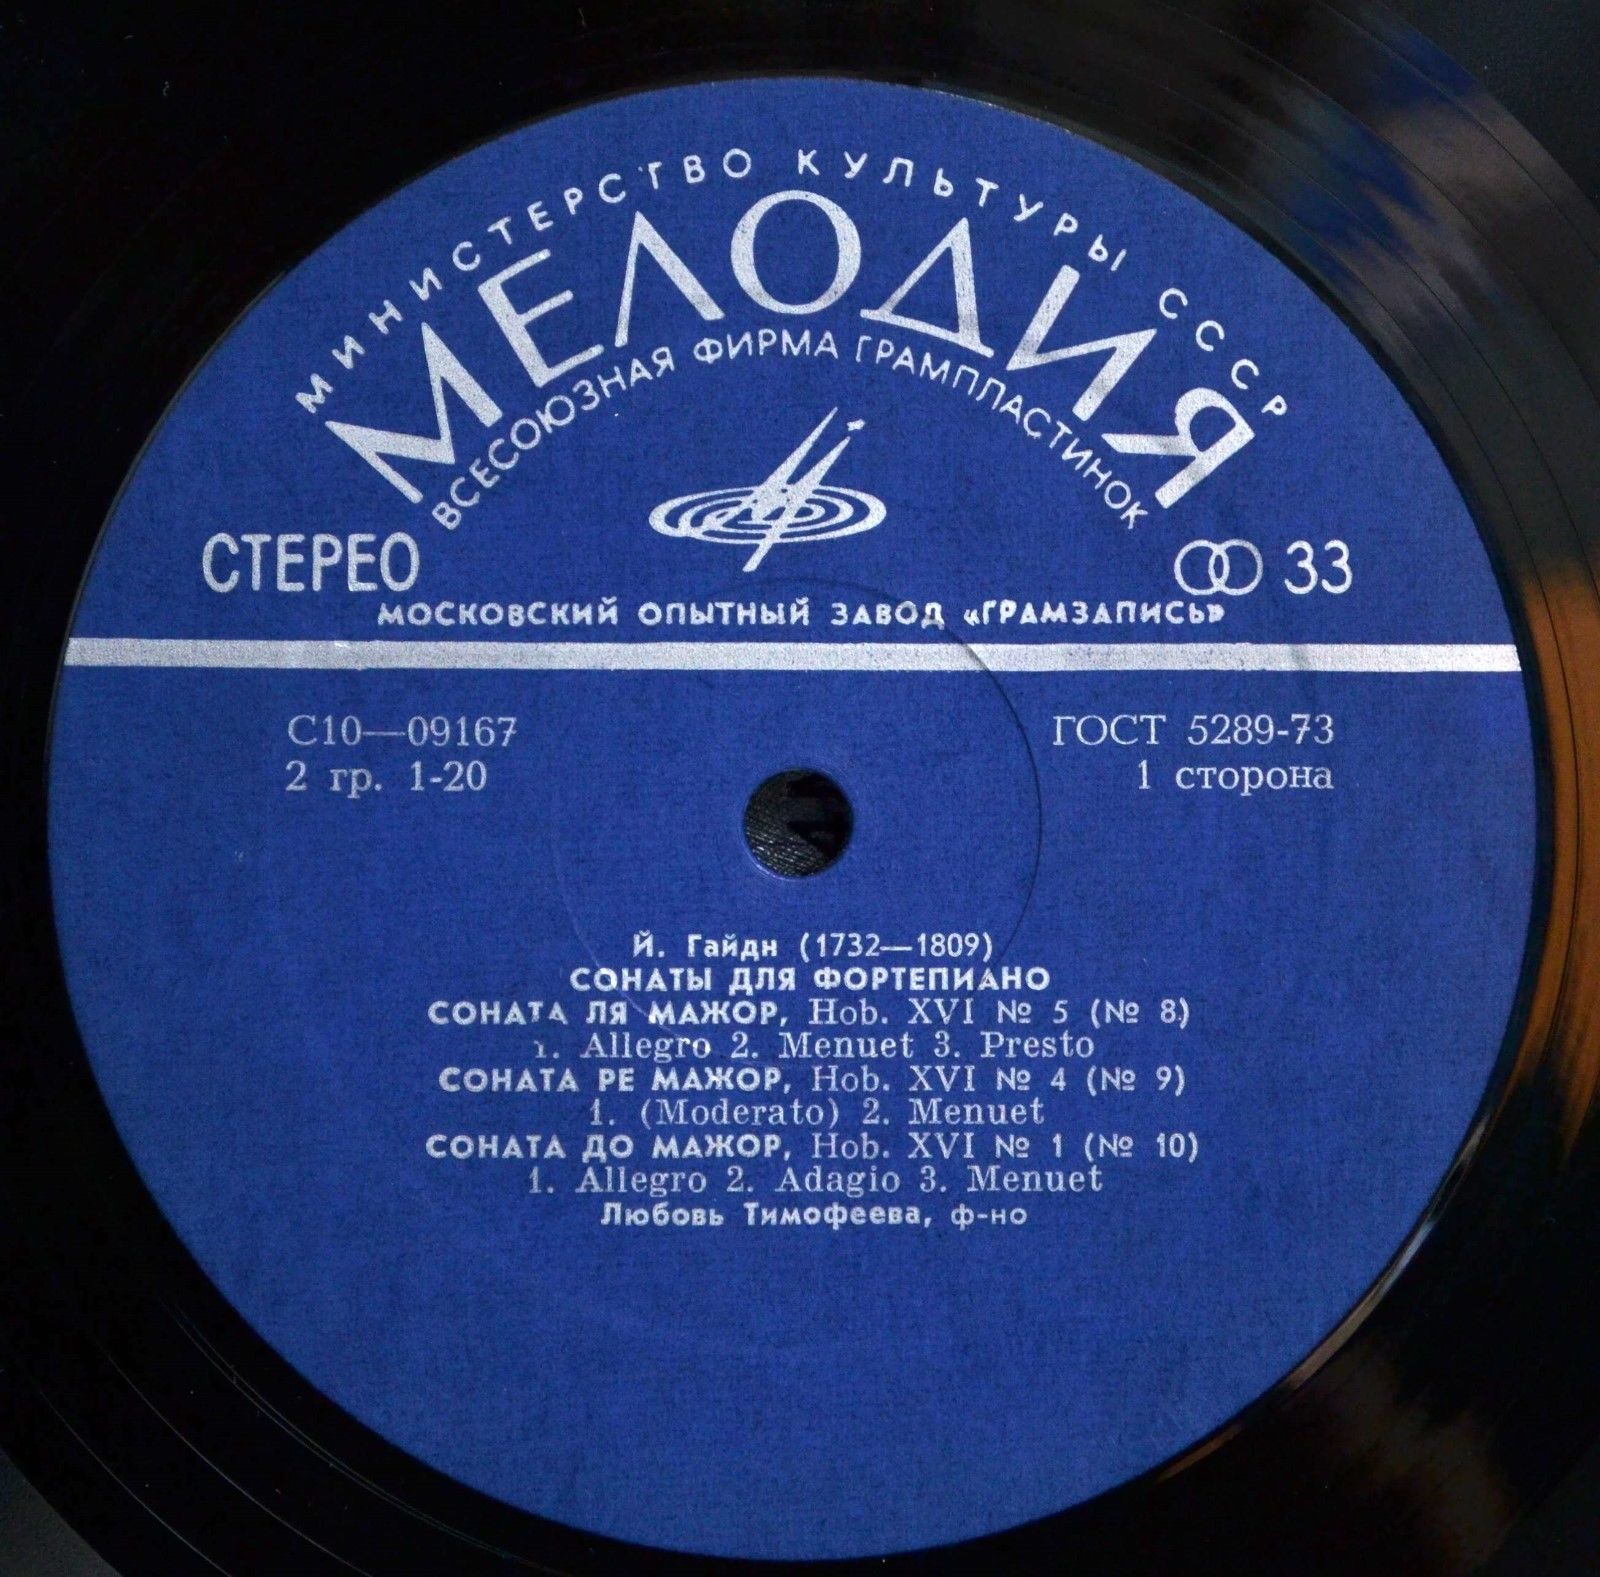 МИНИСТЕРСТВО КУЛЬТУРЫ СССР
МЕЛОДИЯ
ВСЕСОЮЗНАЯ ФИРМА ГРАМПЛАСТИНОК
СТЕРЕО
33
МОСКОВСКИЙ ОПЫТНЫЙ ЗАВОД «ГРАМЗАПИСЬ»
С10—09167
ГОСТ 5289-73
2 гр. 1-20
1 сторона
Й. Гайдн (1732—1809)
СОНАТЫ ДЛЯ ФОРТЕПИАНО
СОНАТА ЛЯ МАЖОР, Hob. XVI № 5 (№ 8)
1. Allegro 2. Menuet 3. Presto
СОНАТА РЕ МАЖОР, Hob. XVI № 4 (№ 9)
1. (Moderato) 2. Menuet
СОНАТА ДО МАЖОР, Hob. XVI № 1 (№ 10)
1. Allegro 2. Adagio 3. Menuet
Любовь Тимофеева, ф-но